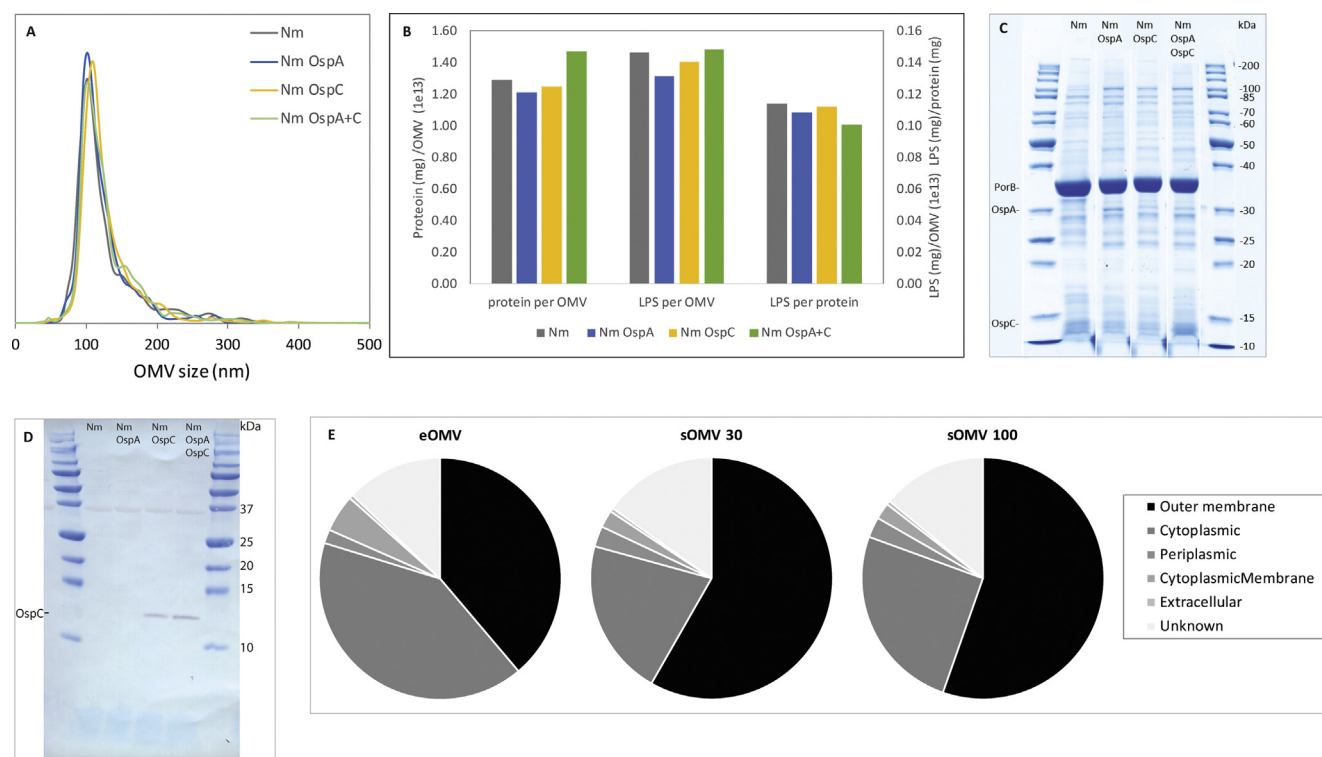 A
Nm
Nm OspA
Nm OspC
Nm OspA+C
0 100 200 300 400 500
OMV size (nm)
B
1.60
1.40
1.20
1.00
0.80
0.60
0.40
0.20
0.00
Proteoin (mg) /OMV (1e13)
protein per OMV LPS per OMV LPS per protein
0.16
0.14
0.12
0.10
0.08
0.06
0.04
0.02
0.00
LPS (mg)/OMV (1e13) LPS (mg)/protein (mg)
Nm Nm OspA Nm OspC Nm OspA+C
C
Nm
Nm
OspA
Nm
OspC
Nm
OspA
OspC
kDa
-200
-100
-85
-70
-60
-50
-40
PorB-
OspA-
-30
-25
-20
OspC-
-15
-10
D
Nm
Nm
OspA
Nm
OspC
Nm
OspA
OspC
kDa
37
25
20
15
OspC-
10
E
eOMV sOMV 30 sOMV 100
Outer membrane
Cytoplasmic
Periplasmic
CytoplasmicMembrane
Extracellular
Unknown